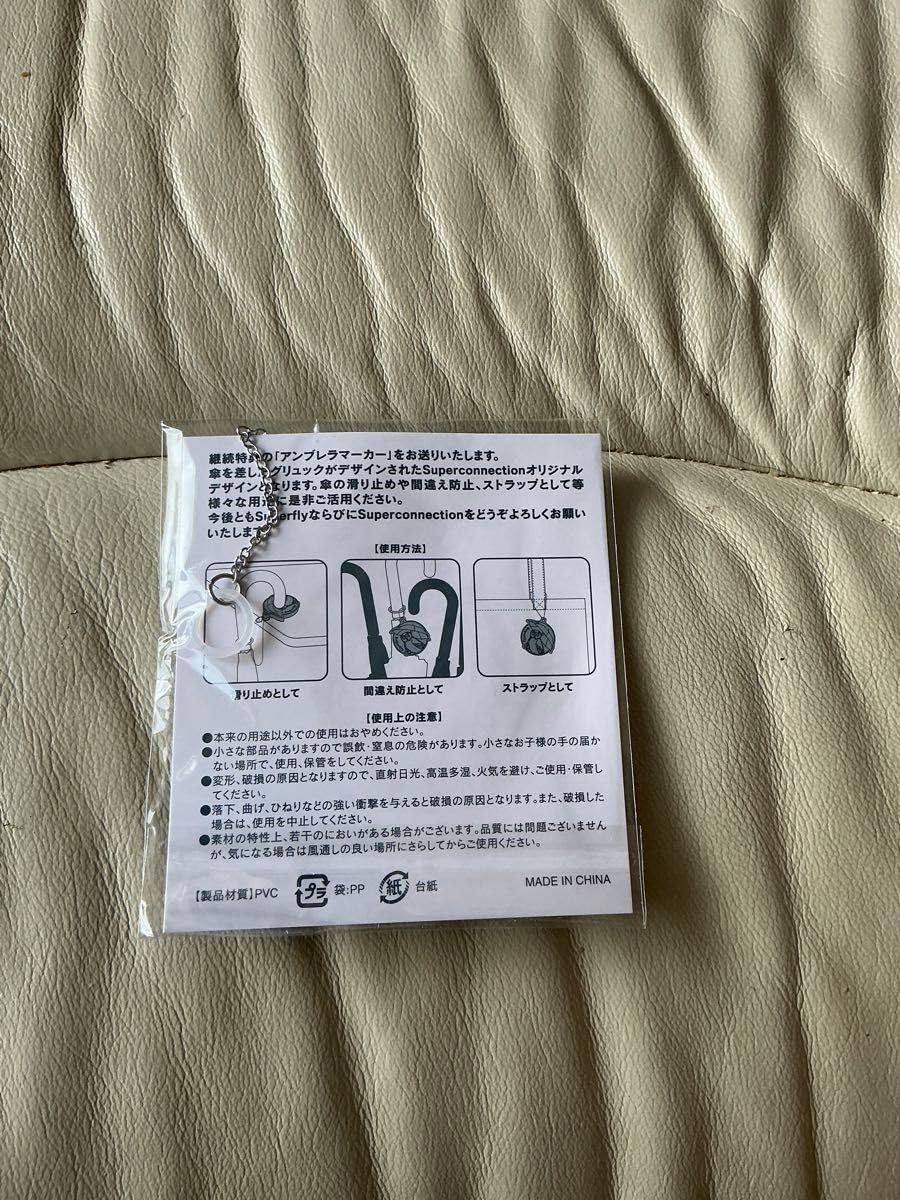 継続特典の「アンブレラマーカー」をお送りいたします。
傘を差したグリュックがデザインされたSuperconnectionオリジナル
デザインとなります。傘の滑り止めや間違え防止、ストラップとして等
様々な用途に是非ご活用ください。
今後ともSuperflyならびにSuperconnectionをどうぞよろしくお願い
いたします。
【使用方法】
滑り止めとして
間違え防止として
ストラップとして
【使用上の注意】
●本来の用途以外での使用はおやめください。
●小さな部品がありますので誤飲・窒息の危険があります。小さなお子様の手の届か
ない場所で、使用、保管をしてください。
●変形、破損の原因となりますので、直射日光、高温多湿、火気を避け、ご使用・保管し
てください。
●落下、曲げ、ひねりなどの強い衝撃を与えると破損の原因となります。また、破損した
場合は、使用を中止してください。
●素材の特性上、若干のにおいがある場合がございます。品質には問題ございません
が、気になる場合は風通しの良い場所にさらしてからご使用ください。
【製品材質】PVC
プラ
袋:PP
紙
台紙
MADE IN CHINA